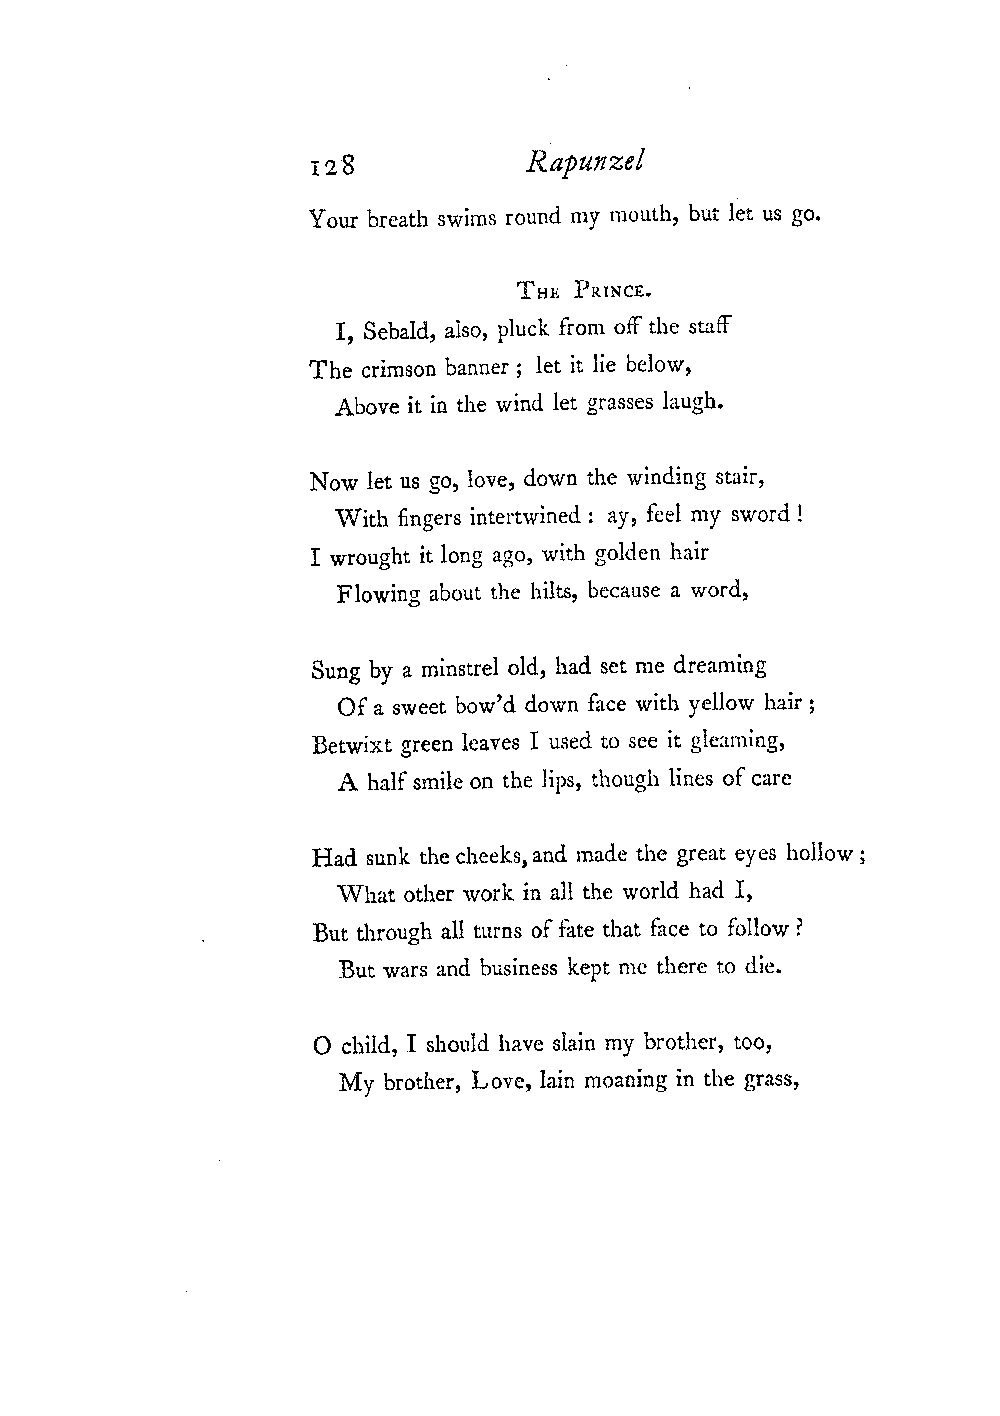 128 Rapunzel
Your breath swims round my mouth, but let us go.
The Prince.
I, Sebald, also, pluck from off the staff
The crimson banner ; let it lie below,
Above it in the wind let grasses laugh.
Now let us go, love, down the winding stair,
With fingers intertwined : ay, feel my sword !
I wrought it long ago, with golden hair
Flowing about the hilts, because a word,
Sung by a minstrel old, had set me dreaming
Of a sweet bow'd down face with yellow hair ;
Betwixt green leaves I used to see it gleaming,
A half smile on the lips, though lines of care
Had sunk the cheeks, and made the great eyes hollow ;
What other work in all the world had I,
But through all turns of fate that face to follow ?
But wars and business kept me there to die.
O child, I should have slain my brother, too,
My brother, Love, lain moaning in the grass,